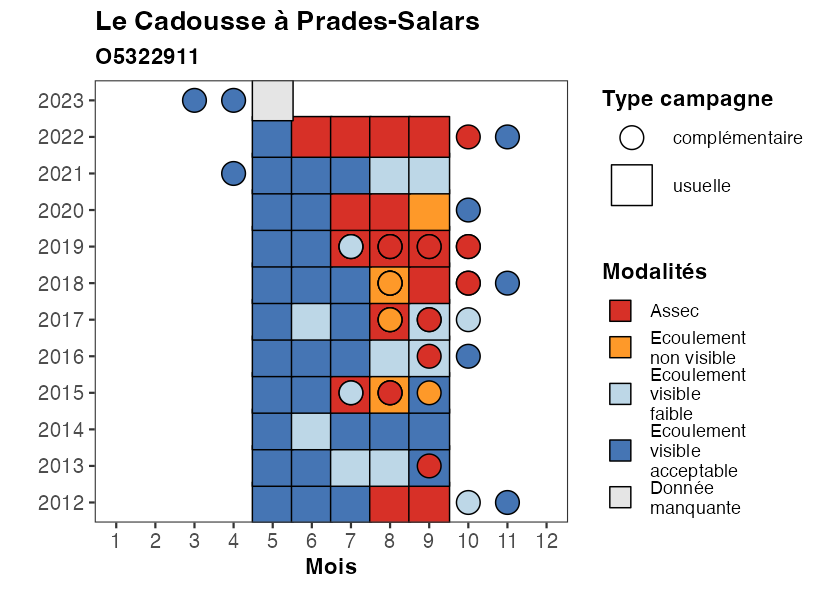 Le Cadousse à Prades-Salars
O5322911
2023
2022
2021
2020
2019
2018
2017
2016
2015
2014
2013
2012
1 2 3 4 5 6 7 8 9 10 11 12
Mois
Type campagne
complémentaire
usuelle
Modalités
Assec
Ecoulement
non visible
Ecoulement
visible
faible
Ecoulement
visible
acceptable
Donnée
manquante